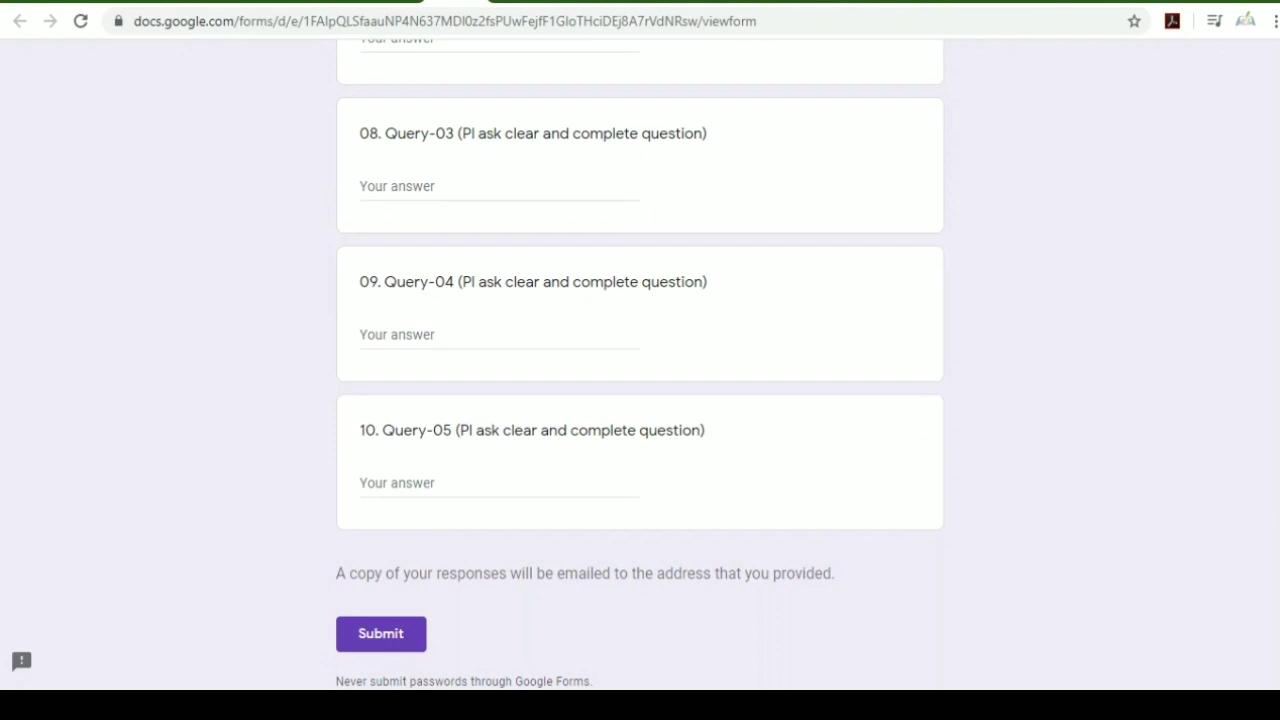 docs.google.com/forms/d/e/1FAIpQLSfaauNP4N637MDI0z2fsPUwFejfF1GIoTHciDEj8A7rVdNRsw/viewform
Your answer
08. Query-03 (Pl ask clear and complete question)
Your answer
09. Query-04 (Pl ask clear and complete question)
Your answer
10. Query-05 (Pl ask clear and complete question)
Your answer
A copy of your responses will be emailed to the address that you provided.
Submit
Never submit passwords through Google Forms.